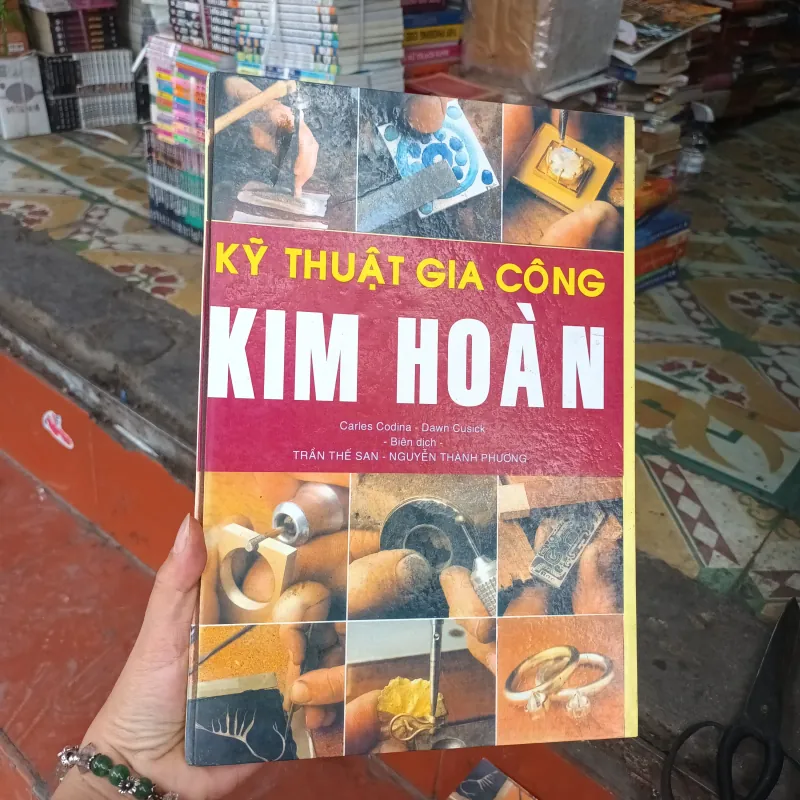 KỸ THUẬT GIA CÔNG
KIM HOÀN
Carles Codina - Dawn Cusick
- Biên dịch -
TRẦN THẾ SAN - NGUYỄN THANH PHƯƠNG